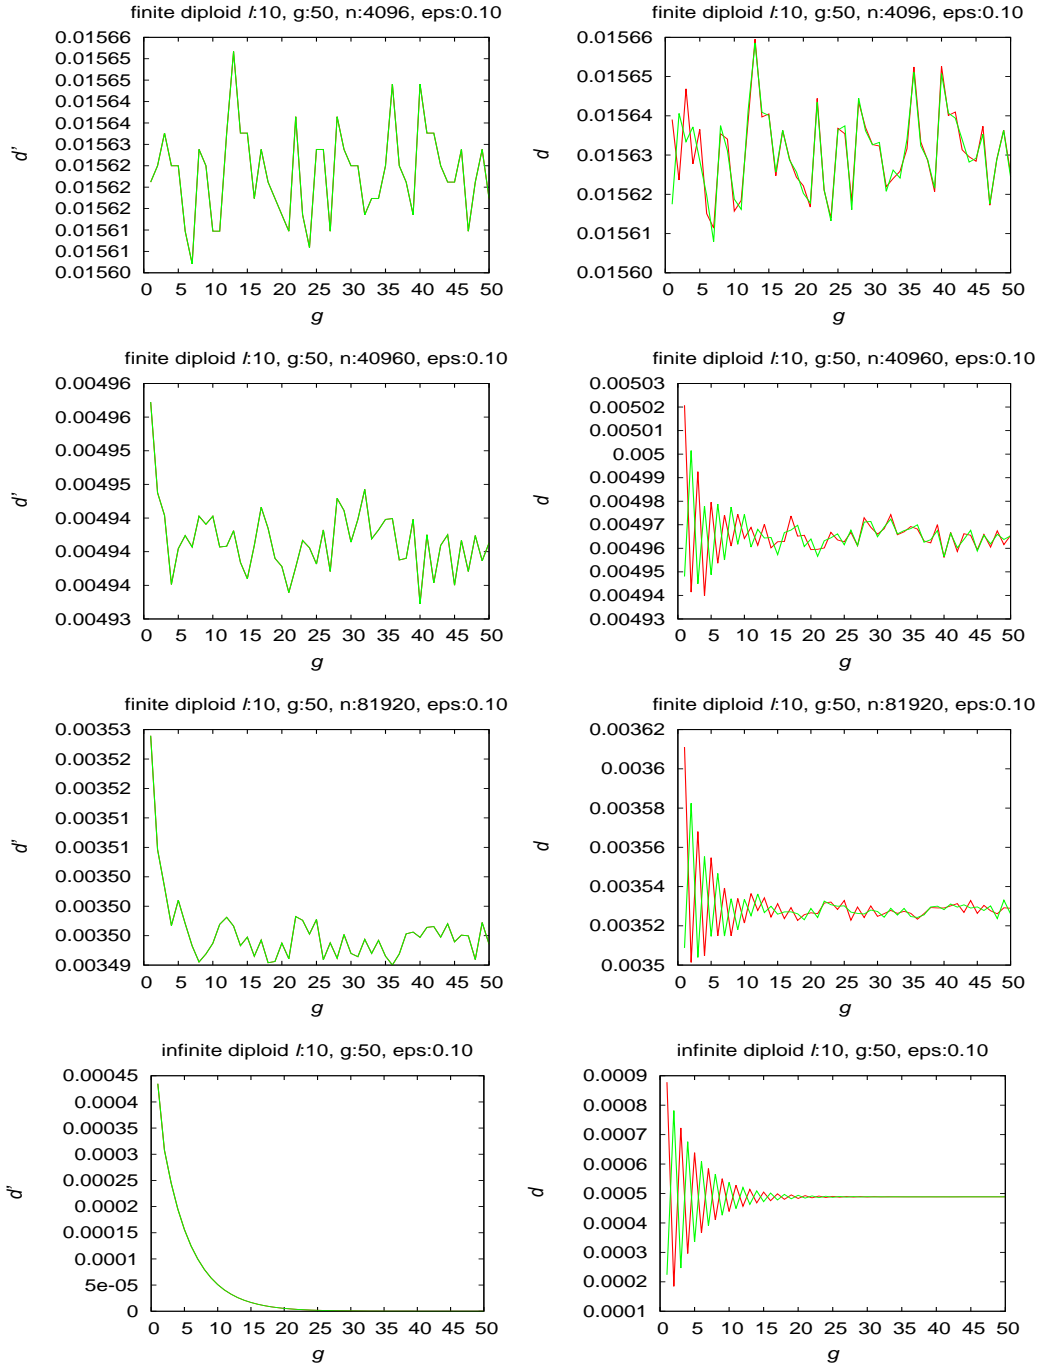 finite diploid l:10, g:50, n:4096, eps:0.10
0.01566
0.01565
0.01565
0.01564
0.01564
0.01563
0.01562
0.01562
0.01562
0.01561
0.01561
0.01560
d'
0 5 10 15 20 25 30 35 40 45 50
g
finite diploid l:10, g:50, n:4096, eps:0.10
0.01566
0.01565
0.01564
0.01563
0.01562
0.01561
0.01560
d
0 5 10 15 20 25 30 35 40 45 50
g
finite diploid l:10, g:50, n:40960, eps:0.10
0.00496
0.00496
0.00495
0.00495
0.00494
0.00494
0.00494
0.00493
d'
0 5 10 15 20 25 30 35 40 45 50
g
finite diploid l:10, g:50, n:40960, eps:0.10
0.00503
0.00502
0.00501
0.005
0.00499
0.00498
0.00497
0.00496
0.00495
0.00494
0.00493
d
0 5 10 15 20 25 30 35 40 45 50
g
finite diploid l:10, g:50, n:81920, eps:0.10
0.00353
0.00352
0.00352
0.00351
0.00351
0.00350
0.00350
0.00350
0.00349
d'
0 5 10 15 20 25 30 35 40 45 50
g
finite diploid l:10, g:50, n:81920, eps:0.10
0.00362
0.0036
0.00358
0.00356
0.00354
0.00352
0.0035
d
0 5 10 15 20 25 30 35 40 45 50
g
infinite diploid l:10, g:50, eps:0.10
0.00045
0.0004
0.00035
0.0003
0.00025
0.0002
0.00015
0.0001
5e-05
0
d'
0 5 10 15 20 25 30 35 40 45 50
g
infinite diploid l:10, g:50, eps:0.10
0.0009
0.0008
0.0007
0.0006
0.0005
0.0004
0.0003
0.0002
0.0001
d
0 5 10 15 20 25 30 35 40 45 50
g